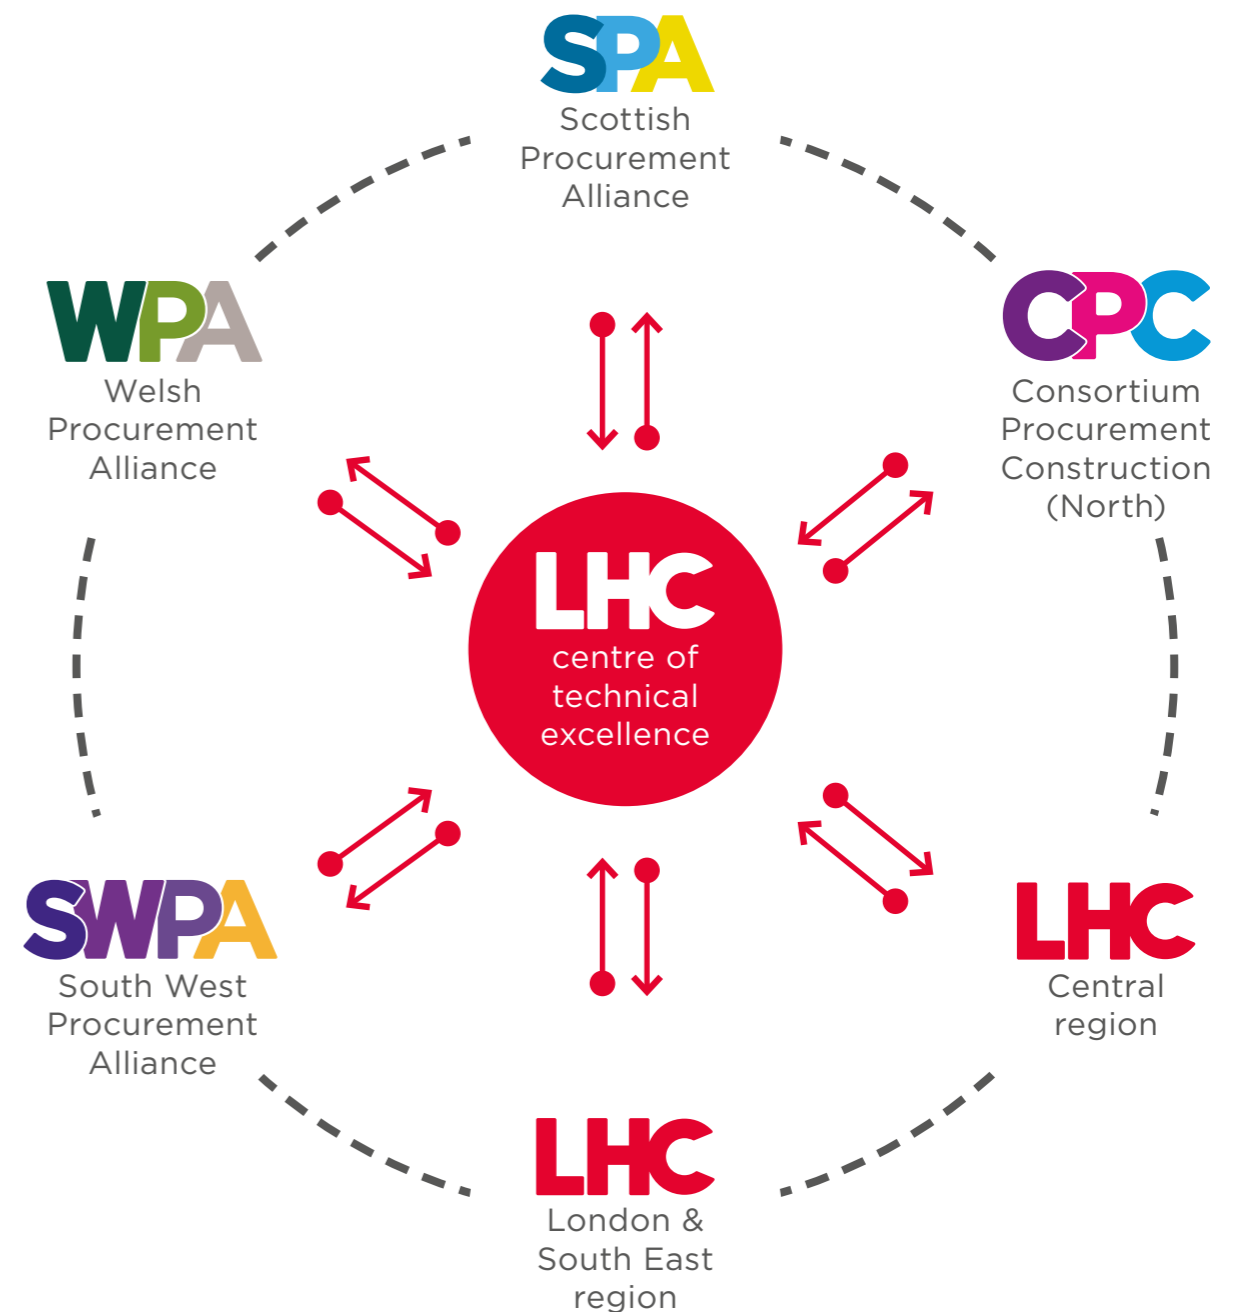 SPA
Scottish
Procurement
Alliance
WPA
Welsh
Procurement
Alliance
CPC
Consortium
Procurement
Construction
(North)
LHC
centre of
technical
excellence
SWPA
South West
Procurement
Alliance
LHC
Central
region
LHC
London &
South East
region